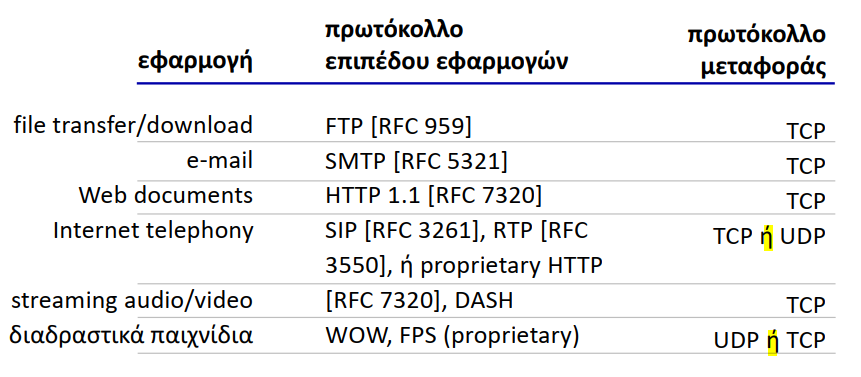 εφαρμογή πρωτόκολλο επιπέδου εφαρμογών πρωτόκολλο μεταφοράς
file transfer/download FTP [RFC 959] TCP
e-mail SMTP [RFC 5321] TCP
Web documents HTTP 1.1 [RFC 7320] TCP
Internet telephony SIP [RFC 3261], RTP [RFC TCP ή UDP
3550], ή proprietary HTTP
streaming audio/video [RFC 7320], DASH TCP
διαδραστικά παιχνίδια WOW, FPS (proprietary) UDP ή TCP